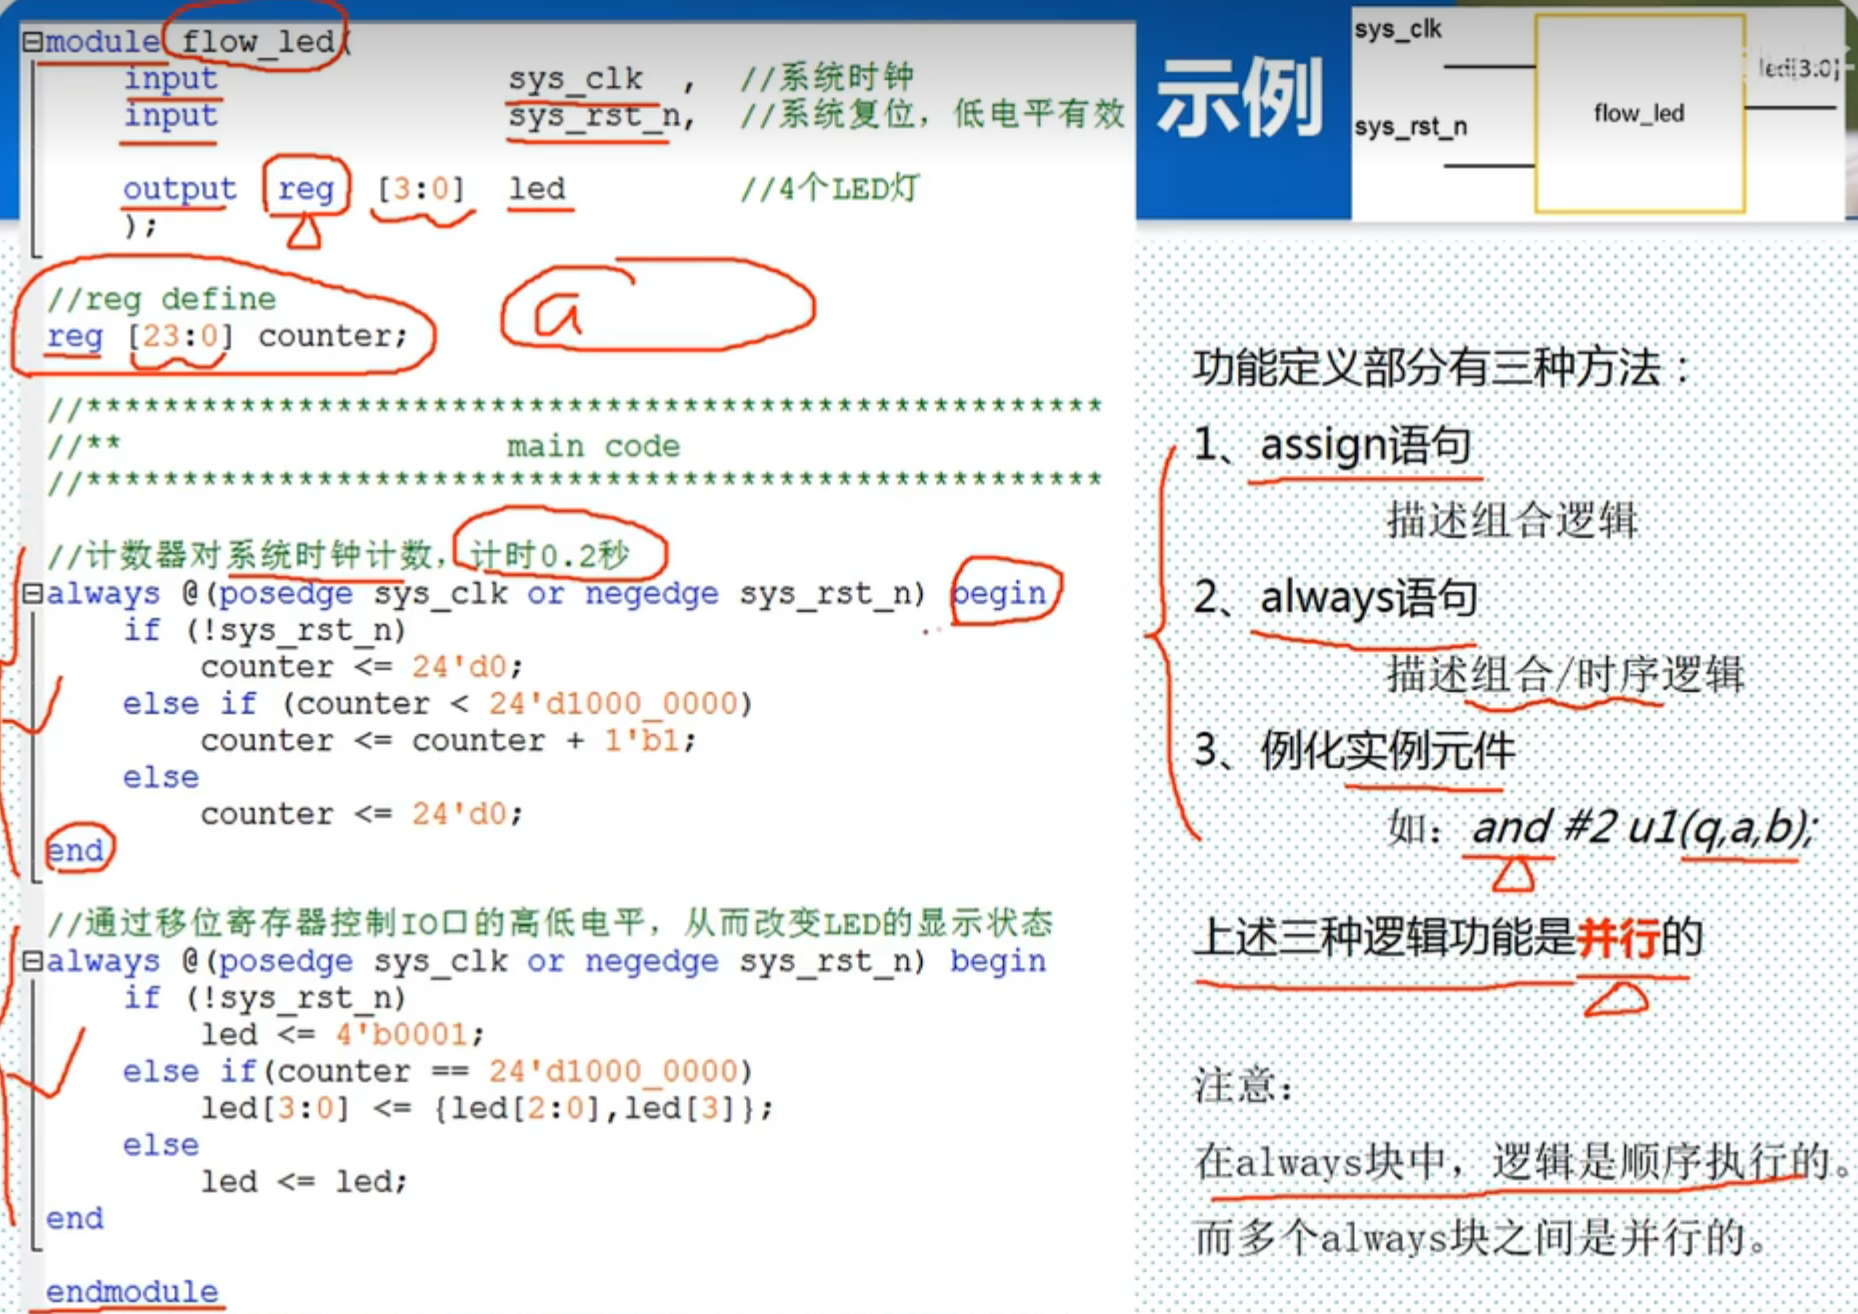 module flow_led(
input sys_clk , //系统时钟
input sys_rst_n, //系统复位，低电平有效
output reg [3:0] led //4个LED灯
);
//reg define
reg [23:0] counter;
a
//****************************************************
//** main code
//****************************************************
//计数器对系统时钟计数，计时0.2秒
always @(posedge sys_clk or negedge sys_rst_n) begin
if (!sys_rst_n)
counter <= 24'd0;
else if (counter < 24'd1000_0000)
counter <= counter + 1'b1;
else
counter <= 24'd0;
end
//通过移位寄存器控制IO口的高低电平，从而改变LED的显示状态
always @(posedge sys_clk or negedge sys_rst_n) begin
if (!sys_rst_n)
led <= 4'b0001;
else if(counter == 24'd1000_0000)
led[3:0] <= {led[2:0],led[3]};
else
led <= led;
end
endmodule
示例
sys_clk
sys_rst_n
flow_led
led[3:0]
功能定义部分有三种方法：
1、assign语句
描述组合逻辑
2、always语句
描述组合/时序逻辑
3、例化实例元件
如：and #2 u1(q,a,b);
上述三种逻辑功能是并行的
注意：
在always块中，逻辑是顺序执行的。
而多个always块之间是并行的。